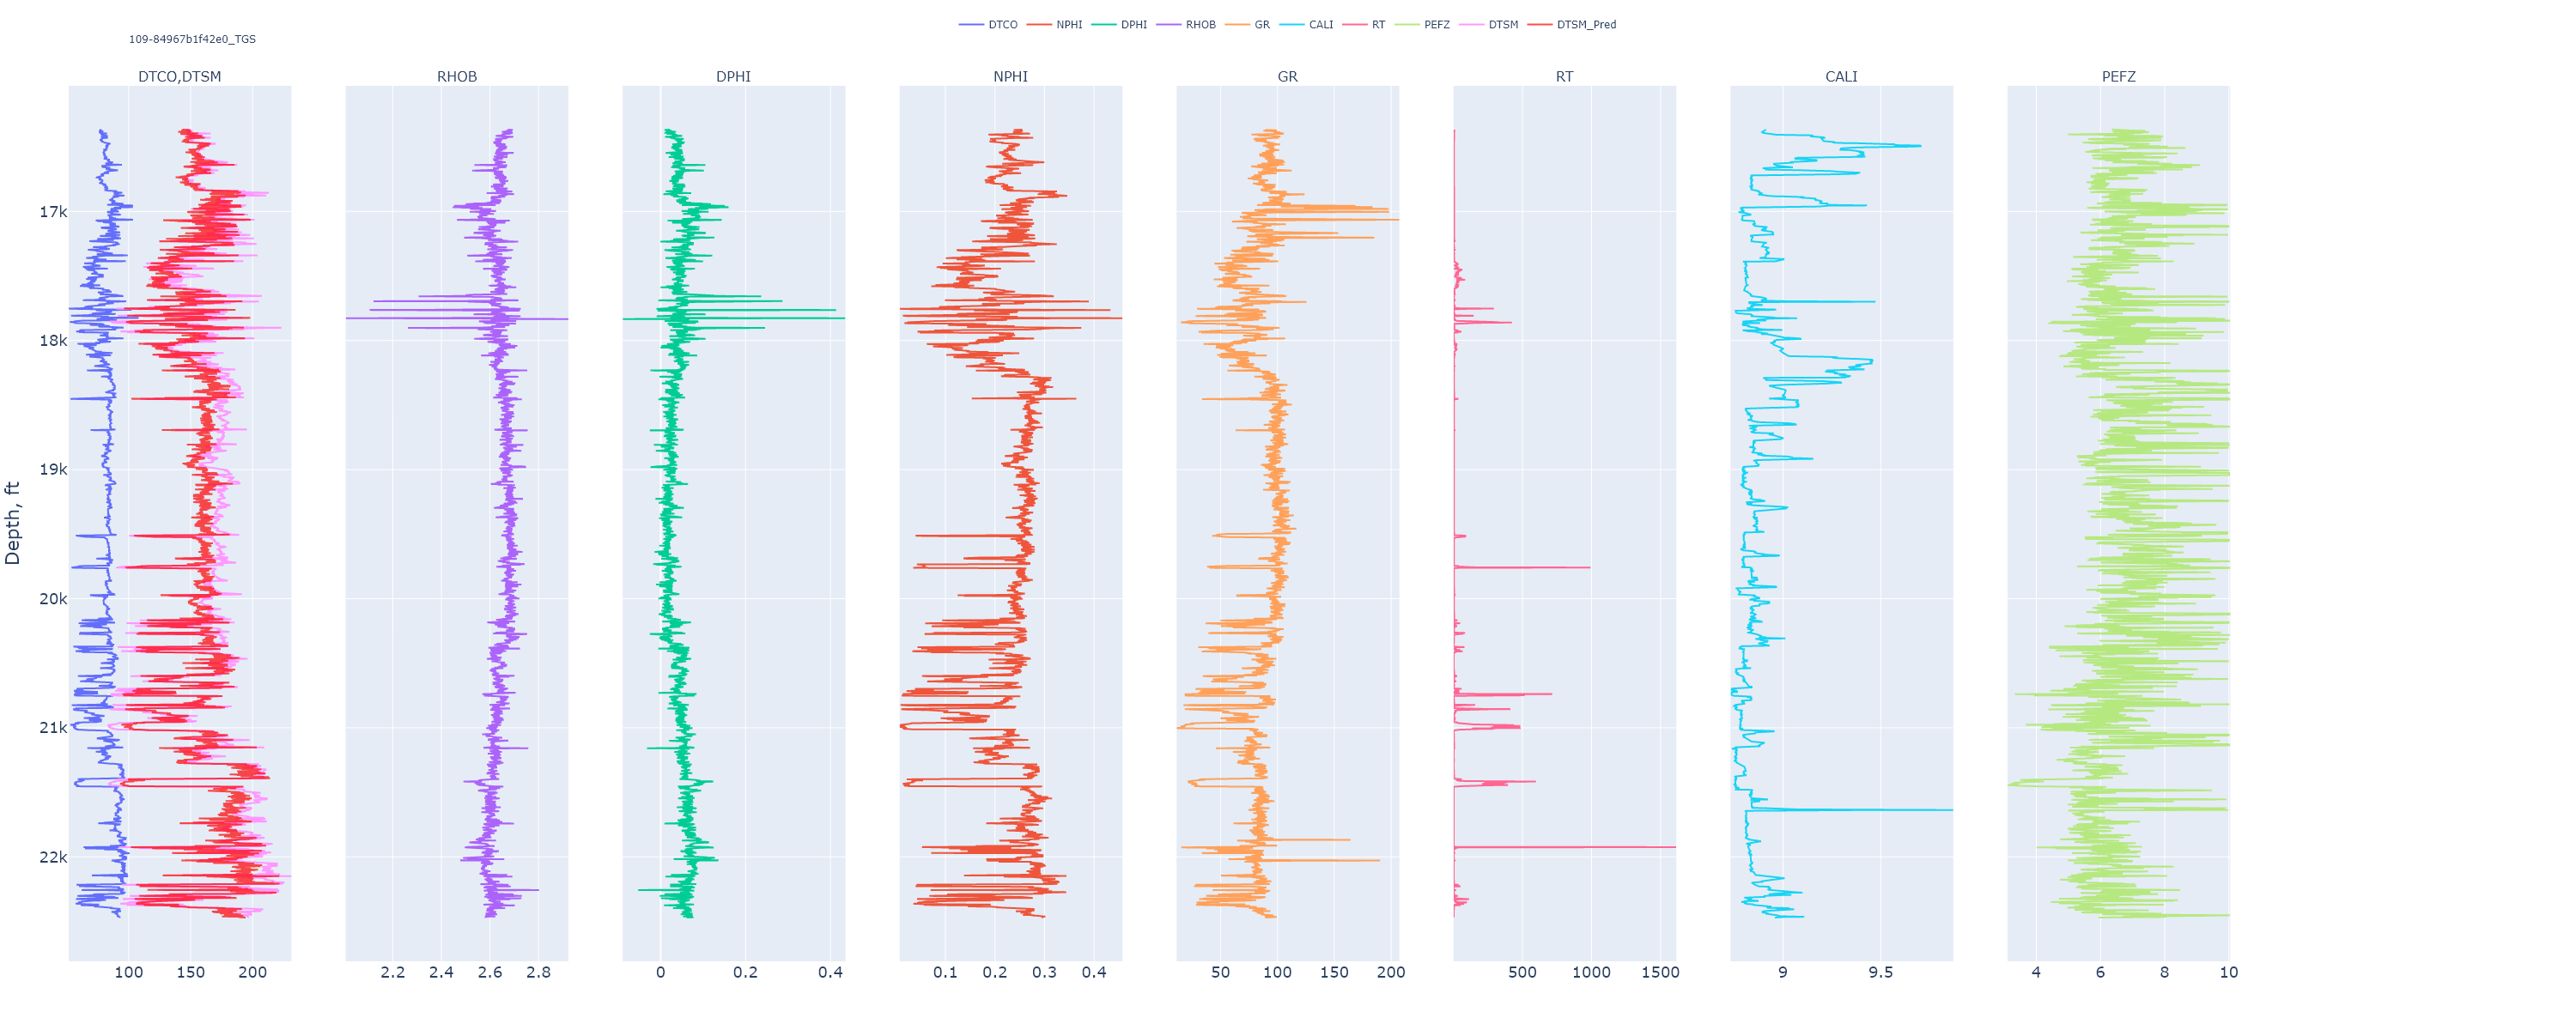 DTCO NPHI DPHI RHOB GR CALI RT PEFZ DTSM DTSM_Pred
109-84967b1f42e0_TGS
DTCO,DTSM RHOB DPHI NPHI GR RT CALI PEFZ
17k
18k
19k
20k
21k
22k
Depth, ft
100 150 200 2.2 2.4 2.6 2.8 0 0.2 0.4 0.1 0.2 0.3 0.4 50 100 150 200 500 1000 1500 9 9.5 4 6 8 10